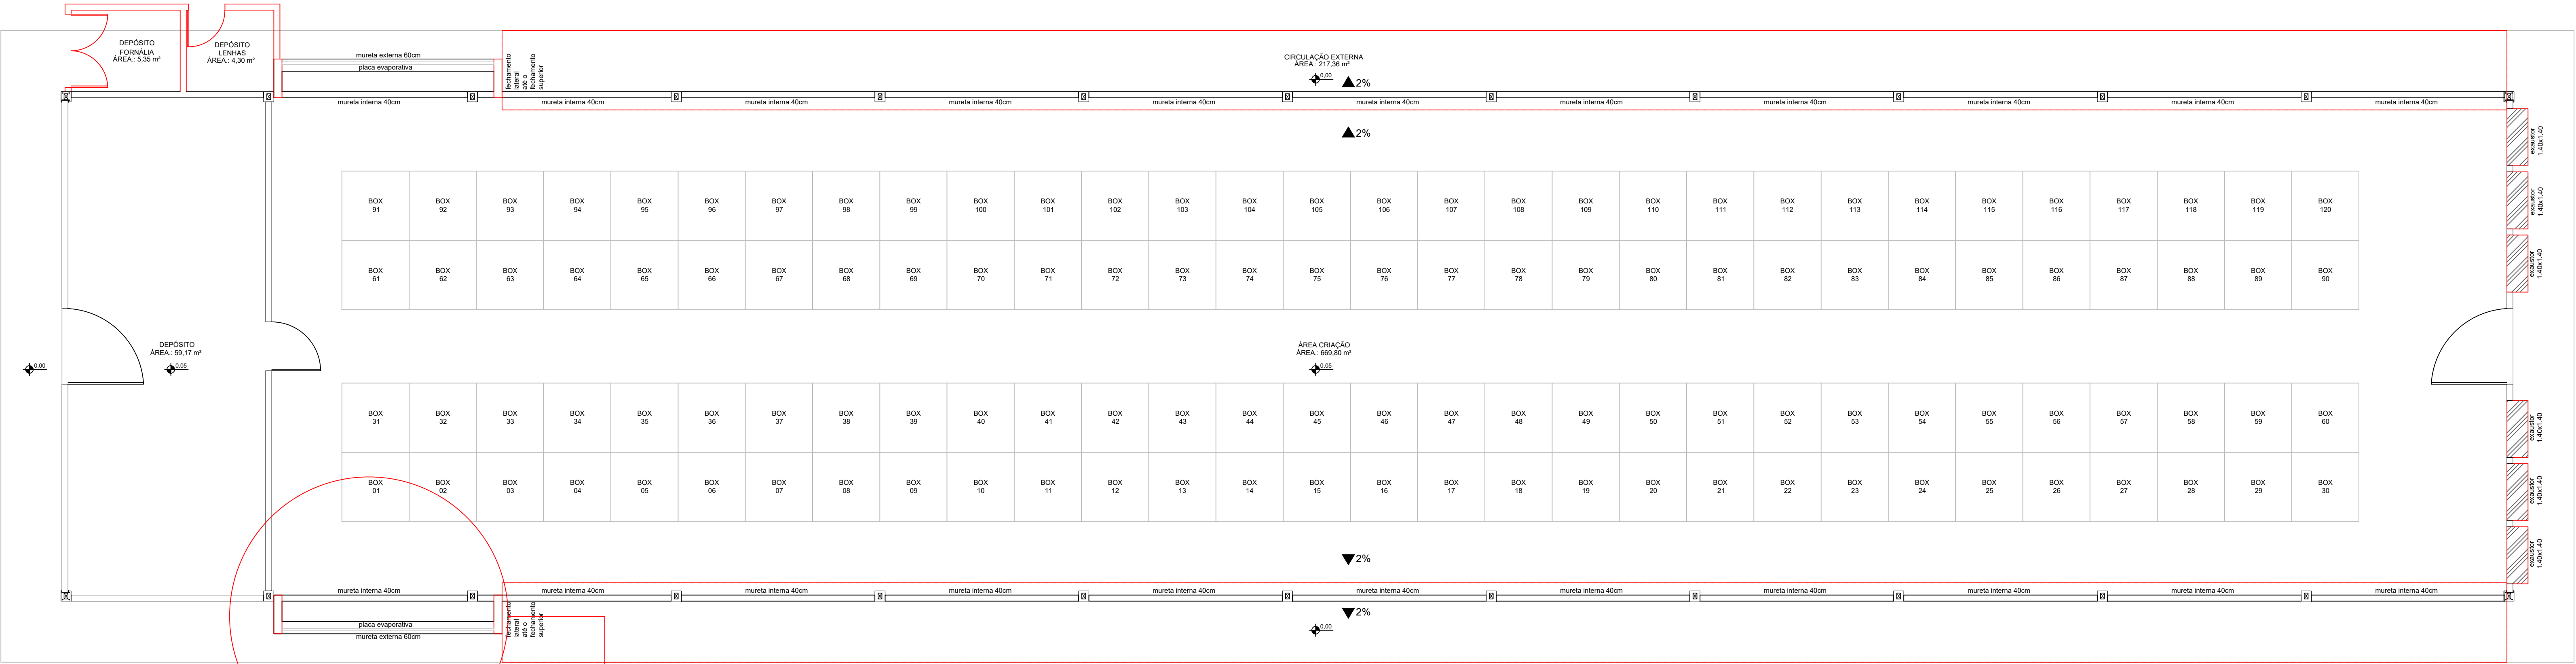 DEPÓSITO
FORNÁLIA
ÁREA.: 5,35 m²
DEPÓSITO
LENHAS
ÁREA.: 4,30 m²
mureta externa 60cm
placa evaporativa
fechamento
lateral
até o
fechamento
superior
CIRCULAÇÃO EXTERNA
ÁREA.: 217,36 m²
0,00
2%
mureta interna 40cm
mureta interna 40cm
mureta interna 40cm
mureta interna 40cm
mureta interna 40cm
mureta interna 40cm
mureta interna 40cm
mureta interna 40cm
mureta interna 40cm
mureta interna 40cm
mureta interna 40cm
2%
exaustor
1.40x1.40
exaustor
1.40x1.40
exaustor
1.40x1.40
BOX BOX BOX BOX BOX BOX BOX BOX BOX BOX BOX BOX BOX BOX BOX BOX BOX BOX BOX BOX BOX BOX BOX BOX BOX BOX BOX BOX BOX BOX
91 92 93 94 95 96 97 98 99 100 101 102 103 104 105 106 107 108 109 110 111 112 113 114 115 116 117 118 119 120
BOX BOX BOX BOX BOX BOX BOX BOX BOX BOX BOX BOX BOX BOX BOX BOX BOX BOX BOX BOX BOX BOX BOX BOX BOX BOX BOX BOX BOX BOX
61 62 63 64 65 66 67 68 69 70 71 72 73 74 75 76 77 78 79 80 81 82 83 84 85 86 87 88 89 90
0,00
DEPÓSITO
ÁREA.: 59,17 m²
0,05
ÁREA CRIAÇÃO
ÁREA.: 669,80 m²
0,05
BOX BOX BOX BOX BOX BOX BOX BOX BOX BOX BOX BOX BOX BOX BOX BOX BOX BOX BOX BOX BOX BOX BOX BOX BOX BOX BOX BOX BOX BOX
31 32 33 34 35 36 37 38 39 40 41 42 43 44 45 46 47 48 49 50 51 52 53 54 55 56 57 58 59 60
BOX BOX BOX BOX BOX BOX BOX BOX BOX BOX BOX BOX BOX BOX BOX BOX BOX BOX BOX BOX BOX BOX BOX BOX BOX BOX BOX BOX BOX BOX
01 02 03 04 05 06 07 08 09 10 11 12 13 14 15 16 17 18 19 20 21 22 23 24 25 26 27 28 29 30
exaustor
1.40x1.40
exaustor
1.40x1.40
exaustor
1.40x1.40
2%
mureta interna 40cm
mureta interna 40cm
mureta interna 40cm
mureta interna 40cm
mureta interna 40cm
mureta interna 40cm
mureta interna 40cm
mureta interna 40cm
mureta interna 40cm
mureta interna 40cm
mureta interna 40cm
placa evaporativa
mureta externa 60cm
fechamento
lateral
até o
fechamento
superior
2%
0,00